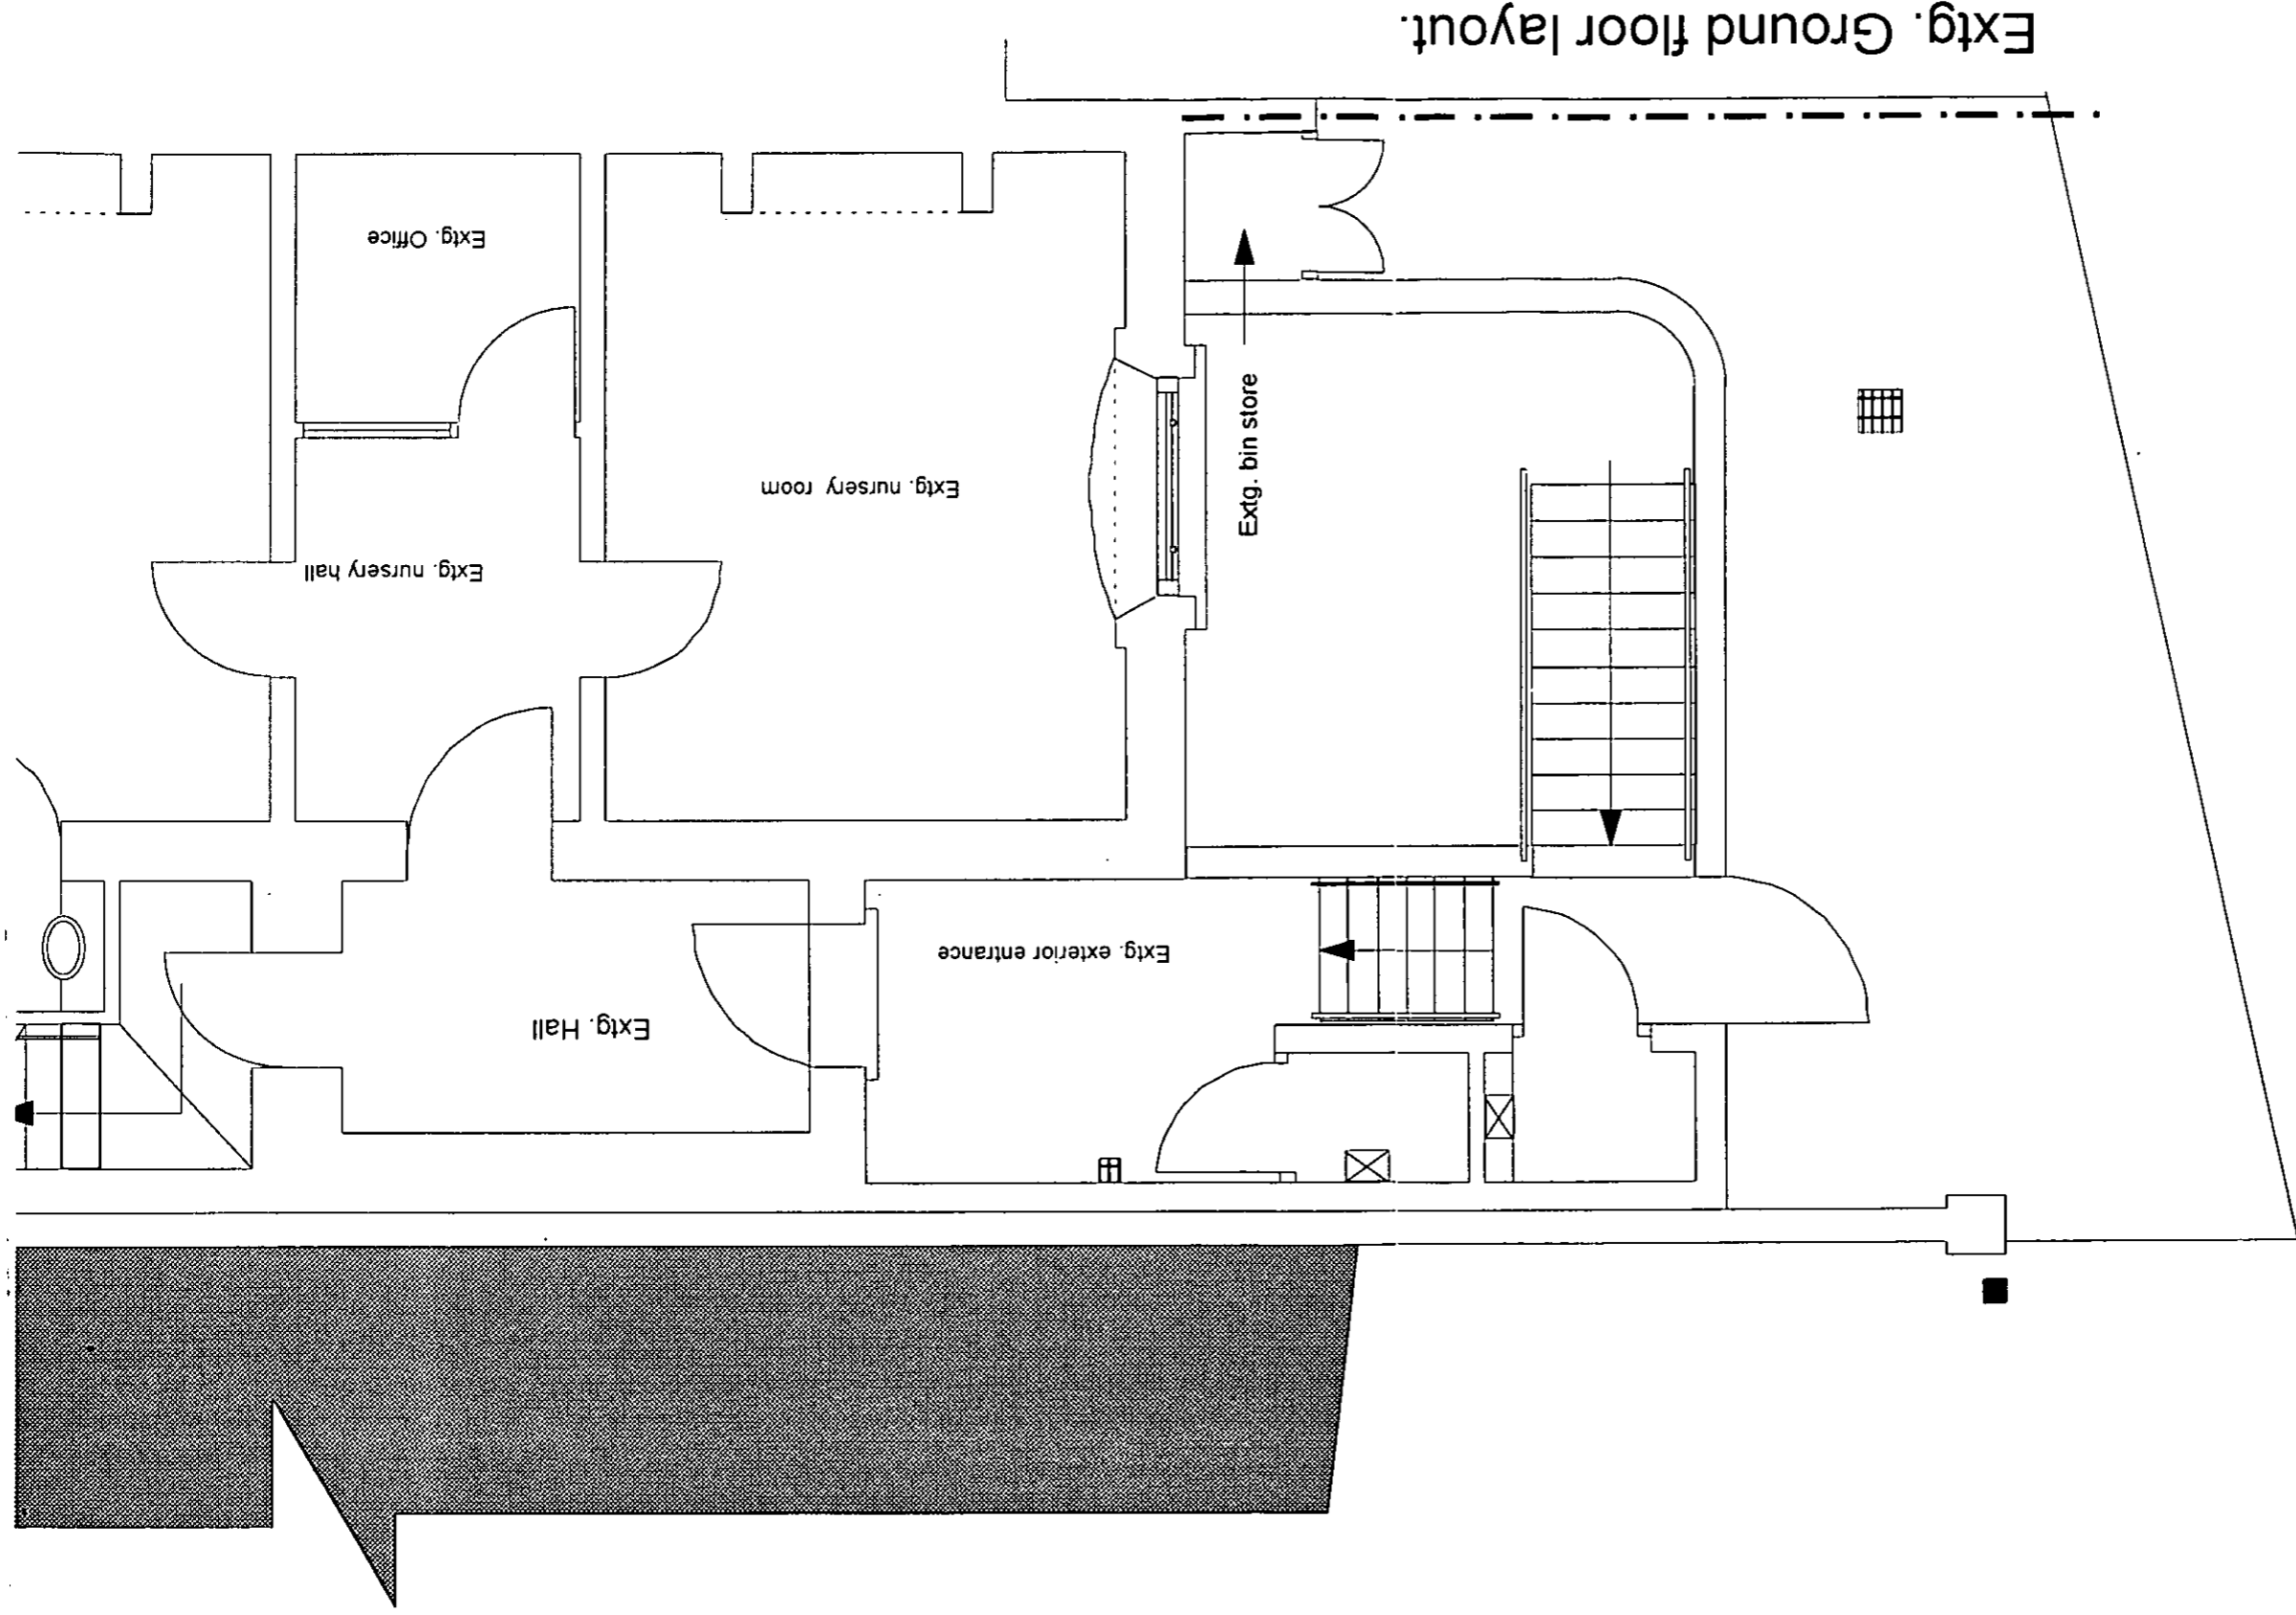 Extg. Ground floor layout.
Extg. Office
Extg. nursery room
Extg. bin store
Extg. nursery hall
Extg. exterior entrance
Extg. Hall